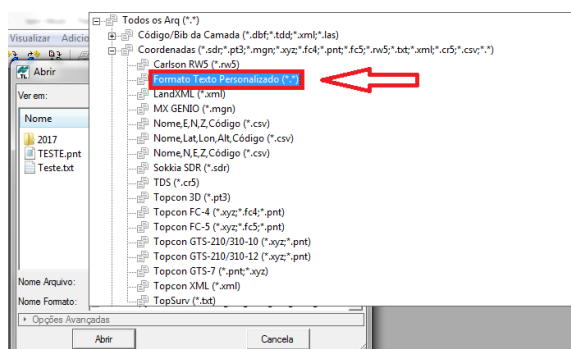 Todos os Arq (*.*)
Visualizar Adicio
Código/Bib da Camada (*.dbf;*.tdd;*.xml;*.las)
Coordenadas (*.sdr;*.pt3;*.mgn;*.xyz;*.fc4;*.pnt;*.fc5;*.rw5;*.txt;*.xml;*.cr5;*.csv;*.*)
Carlson RW5 (*.rw5)
Abrir
Formato Texto Personalizado (*.*)
Ver em:
LandXML (*.xml)
MX GENIO (*.mgn)
Nome
Nome,E,N,Z,Código (*.csv)
Nome,Lat,Lon,Alt,Código (*.csv)
2017
Nome,N,E,Z,Código (*.csv)
TESTE.pnt
Sokkia SDR (*.sdr)
Teste.txt
TDS (*.cr5)
Topcon 3D (*.pt3)
Topcon FC-4 (*.xyz;*.fc4;*.pnt)
Topcon FC-5 (*.xyz;*.fc5;*.pnt)
Topcon GTS-210/310-10 (*.xyz;*.pnt)
Topcon GTS-210/310-12 (*.xyz;*.pnt)
Topcon GTS-7 (*.pnt;*.xyz)
Nome Arquivo:
Topcon XML (*.xml)
Nome Formato:
TopSurv (*.txt)
Opções Avançadas
Abrir
Cancela